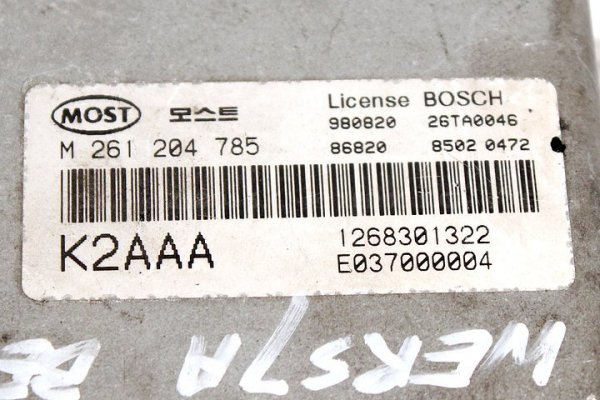 MOST 모스트 License BOSCH
980820 26TA0046
M 261 204 785 86820 8502 0472
K2AAA 1268301322
E037000004
WERSJA